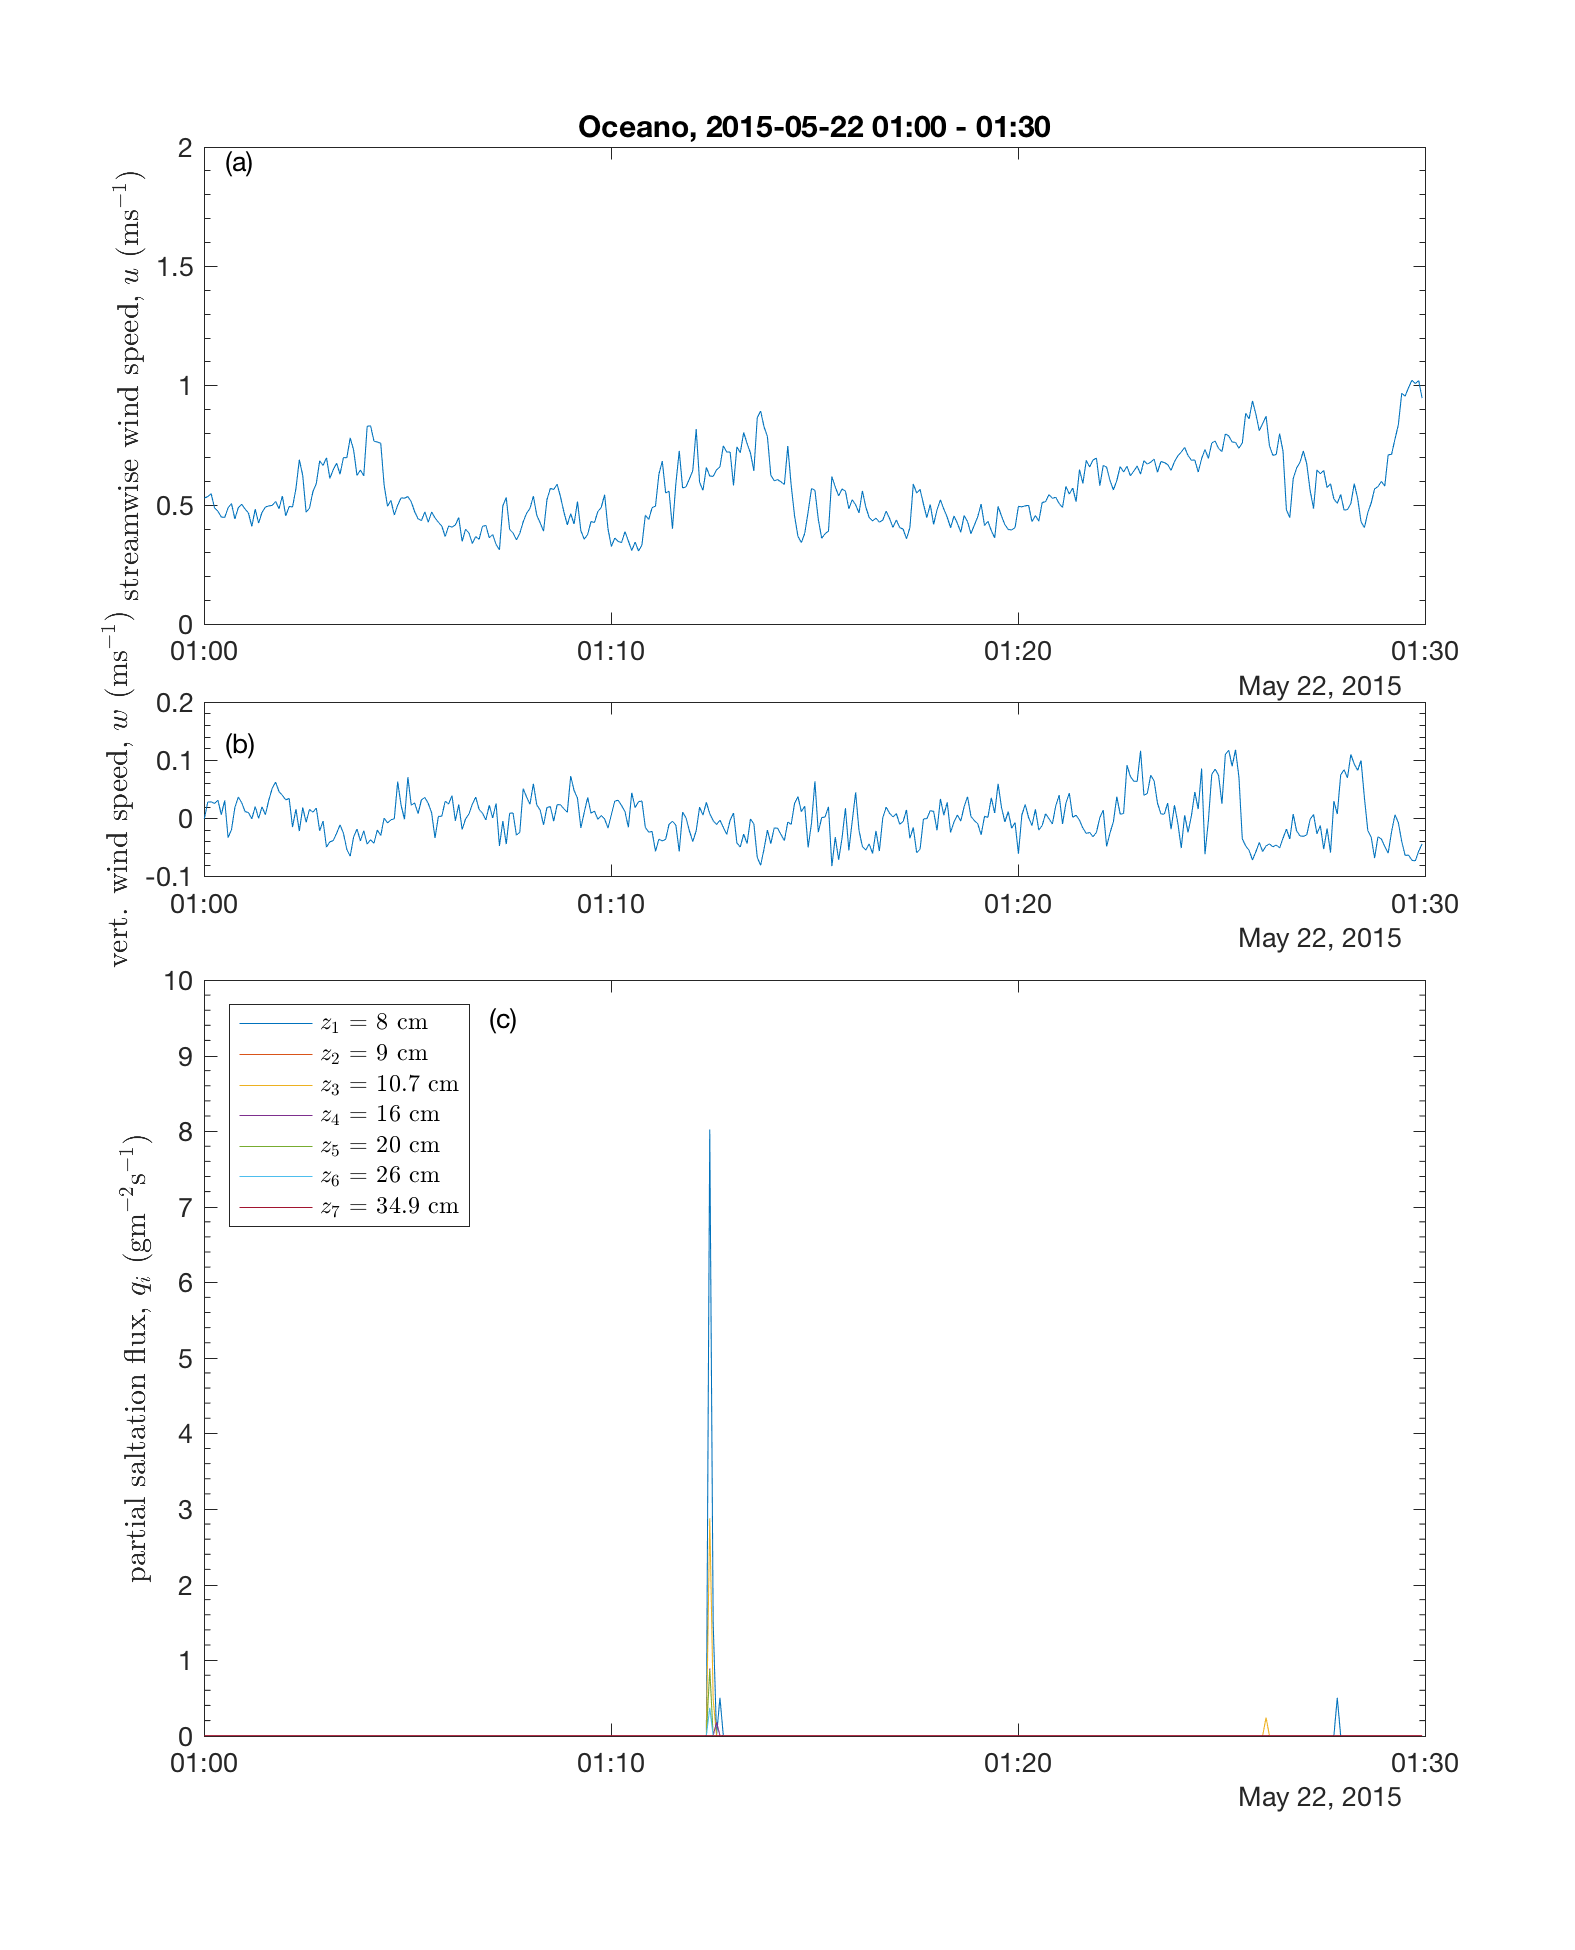 Oceano, 2015-05-22 01:00 - 01:30
(a)
streamwise wind speed, u (ms⁻¹)
2
1.5
1
0.5
0
01:00 01:10 01:20 01:30
May 22, 2015
(b)
vert. wind speed, w (ms⁻¹)
0.2
0.1
0
-0.1
01:00 01:10 01:20 01:30
May 22, 2015
(c)
partial saltation flux, qᵢ (gm⁻²s⁻¹)
10
9
8
7
6
5
4
3
2
1
0
z₁ = 8 cm
z₂ = 9 cm
z₃ = 10.7 cm
z₄ = 16 cm
z₅ = 20 cm
z₆ = 26 cm
z₇ = 34.9 cm
01:00 01:10 01:20 01:30
May 22, 2015